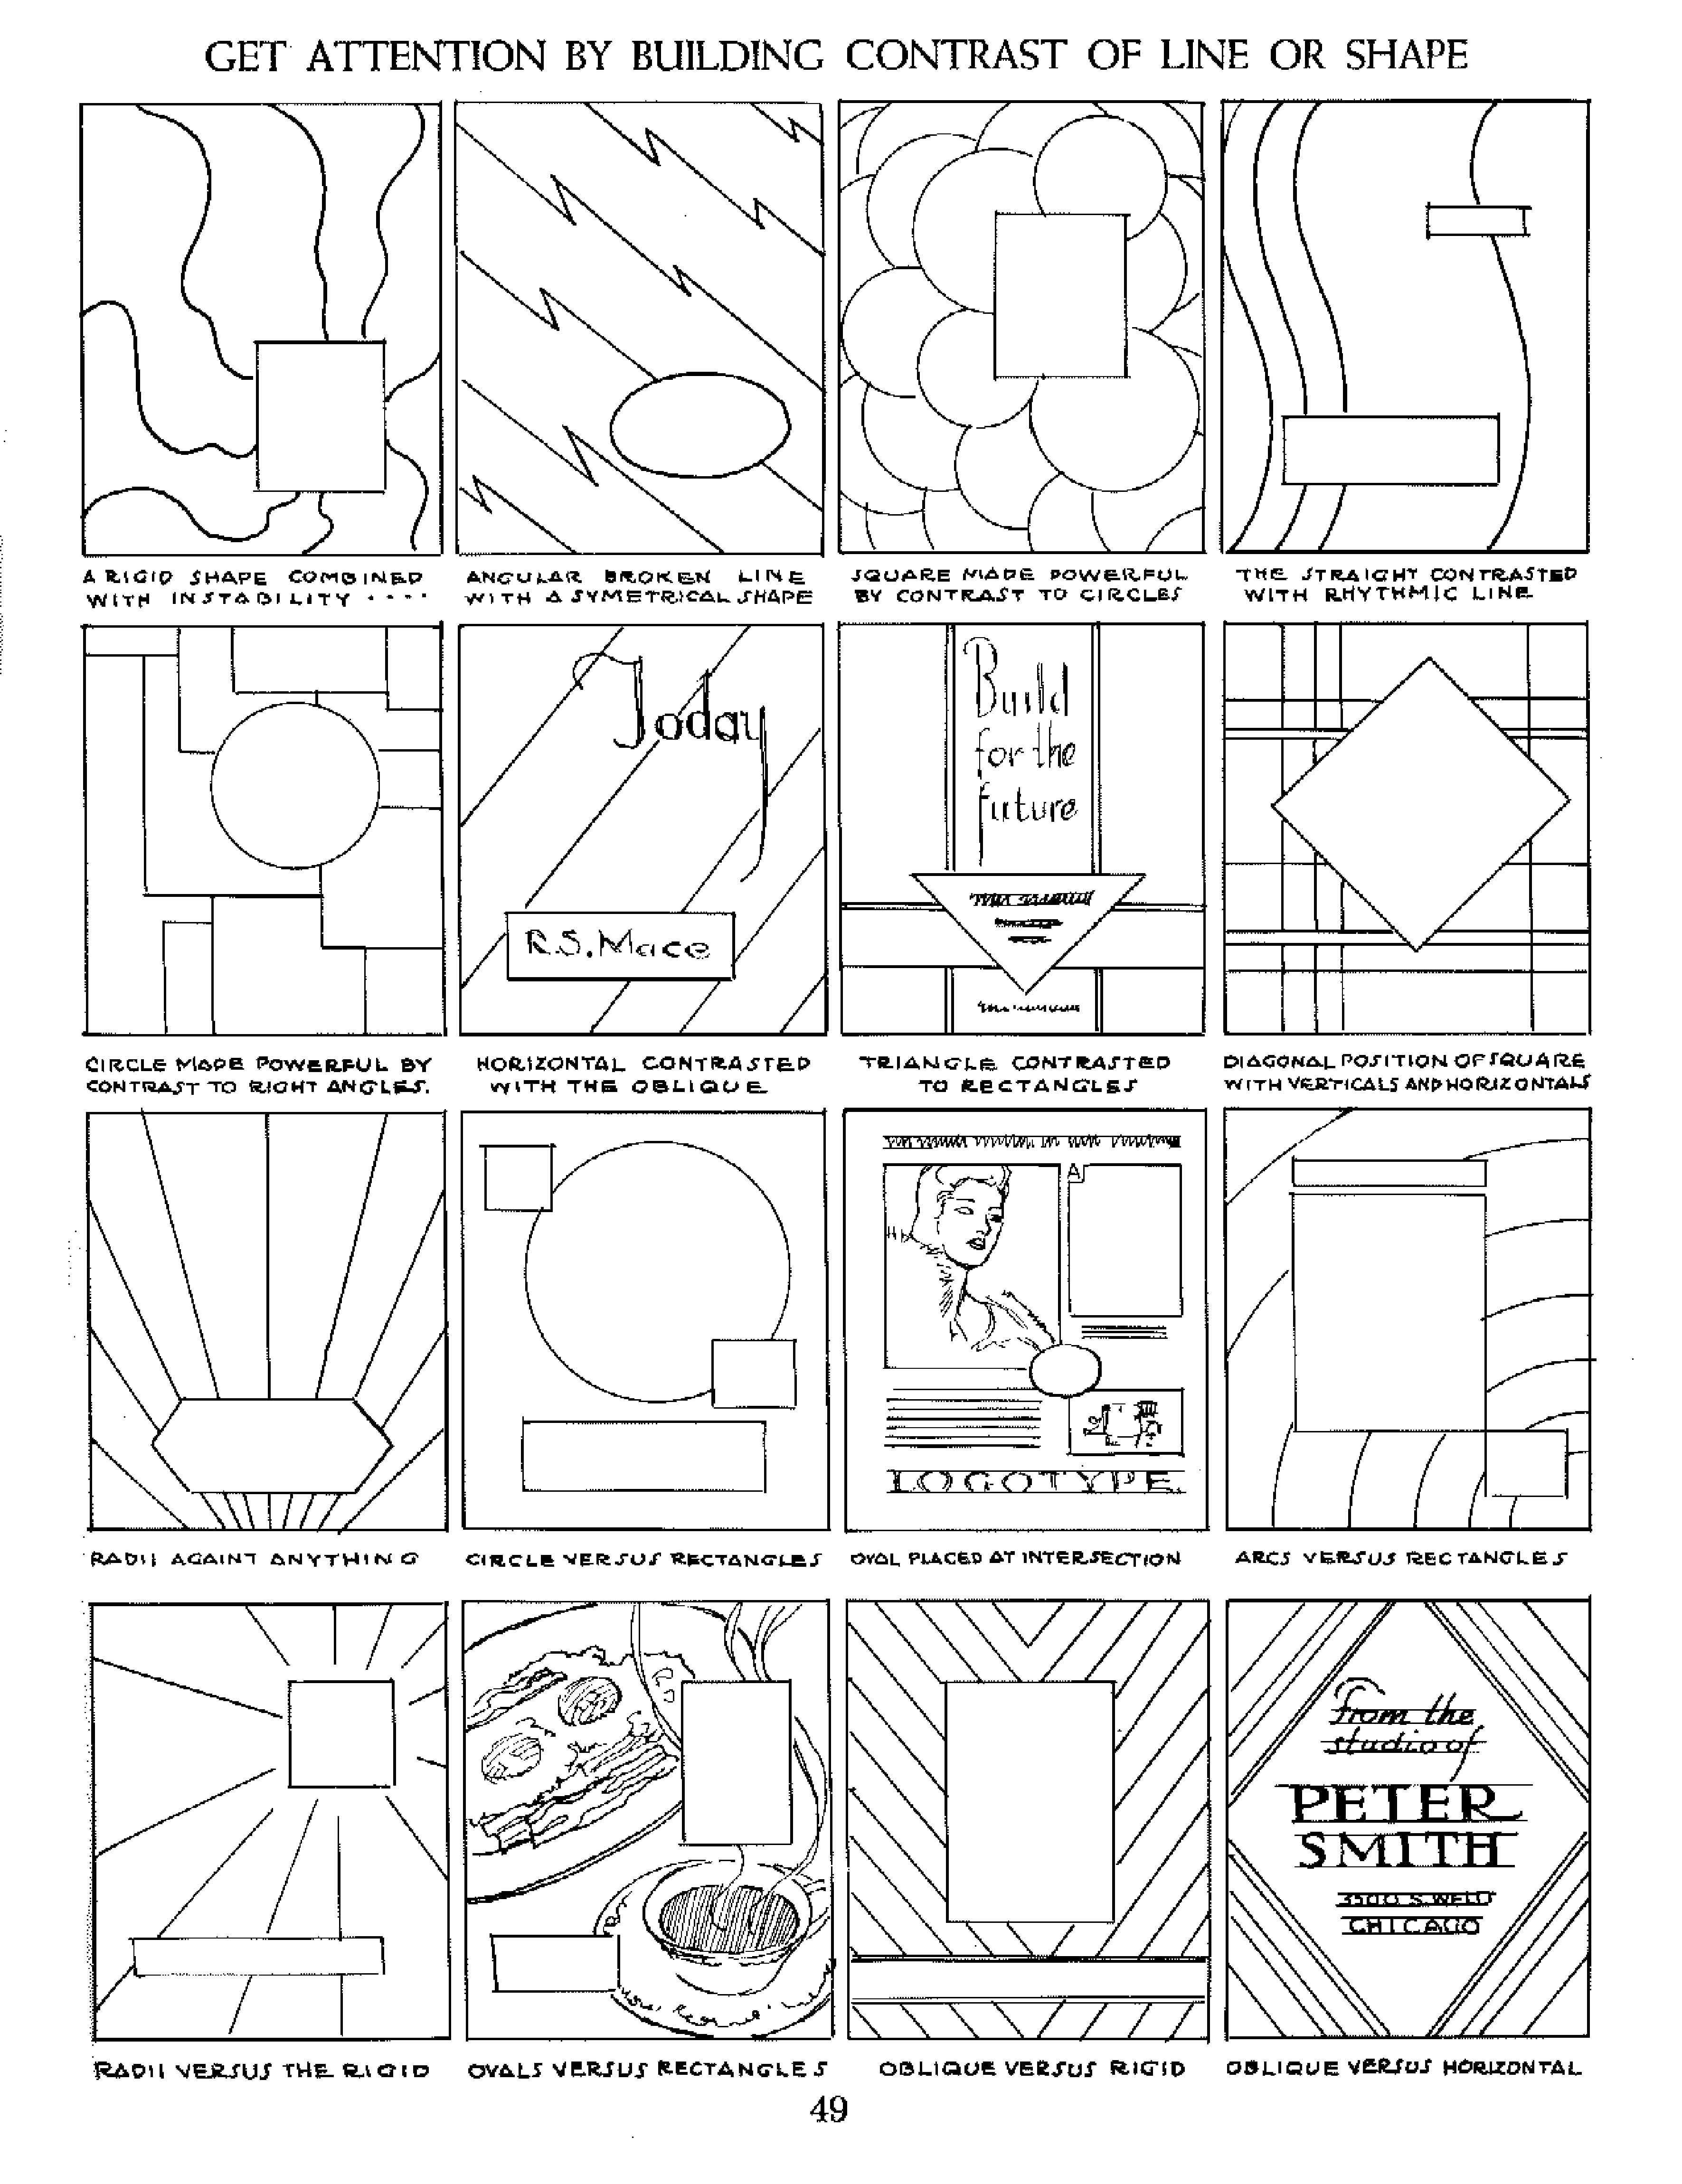 GET ATTENTION BY BUILDING CONTRAST OF LINE OR SHAPE
A RIGID SHAPE COMBINED
WITH INSTABILITY ....
ANGULAR BROKEN LINE
WITH A SYMETRICAL SHAPE
SQUARE MADE POWERFUL
BY CONTRAST TO CIRCLES
THE STRAIGHT CONTRASTED
WITH RHYTHMIC LINE
Today
R.S. Mace
Build
for the
future
CIRCLE MADE POWERFUL BY
CONTRAST TO RIGHT ANGLES.
HORIZONTAL CONTRASTED
WITH THE OBLIQUE
TRIANGLE CONTRASTED
TO RECTANGLES
DIAGONAL POSITION OF SQUARE
WITH VERTICALS AND HORIZONTALS
A
LOGOTYPE
RADII AGAINT ANYTHING
CIRCLE VERSUS RECTANGLES
OVAL PLACED AT INTERSECTION
ARCS VERSUS RECTANGLES
from the
studio of
PETER
SMITH
3500 S. WELLS
CHICAGO
RADII VERSUS THE RIGID
OVALS VERSUS RECTANGLES
OBLIQUE VERSUS RIGID
OBLIQUE VERSUS HORIZONTAL
49